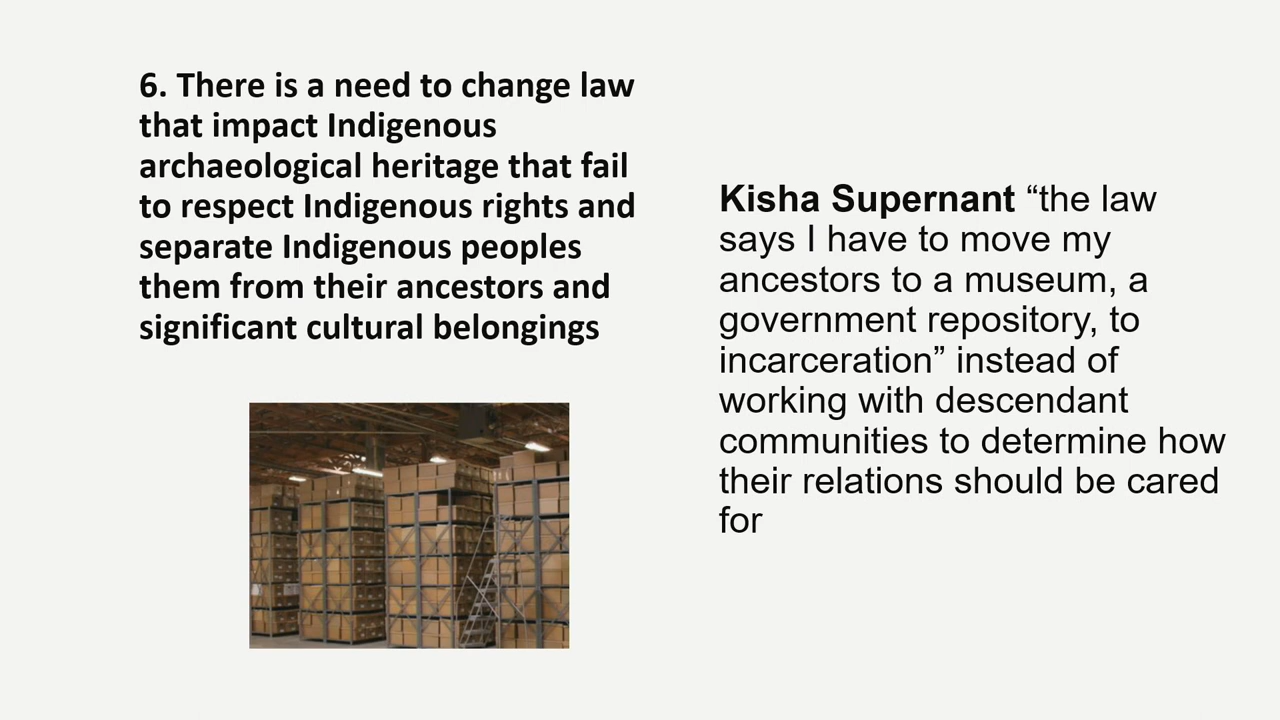 6. There is a need to change law
that impact Indigenous
archaeological heritage that fail
to respect Indigenous rights and
separate Indigenous peoples
them from their ancestors and
significant cultural belongings
Kisha Supernant “the law
says I have to move my
ancestors to a museum, a
government repository, to
incarceration” instead of
working with descendant
communities to determine how
their relations should be cared
for